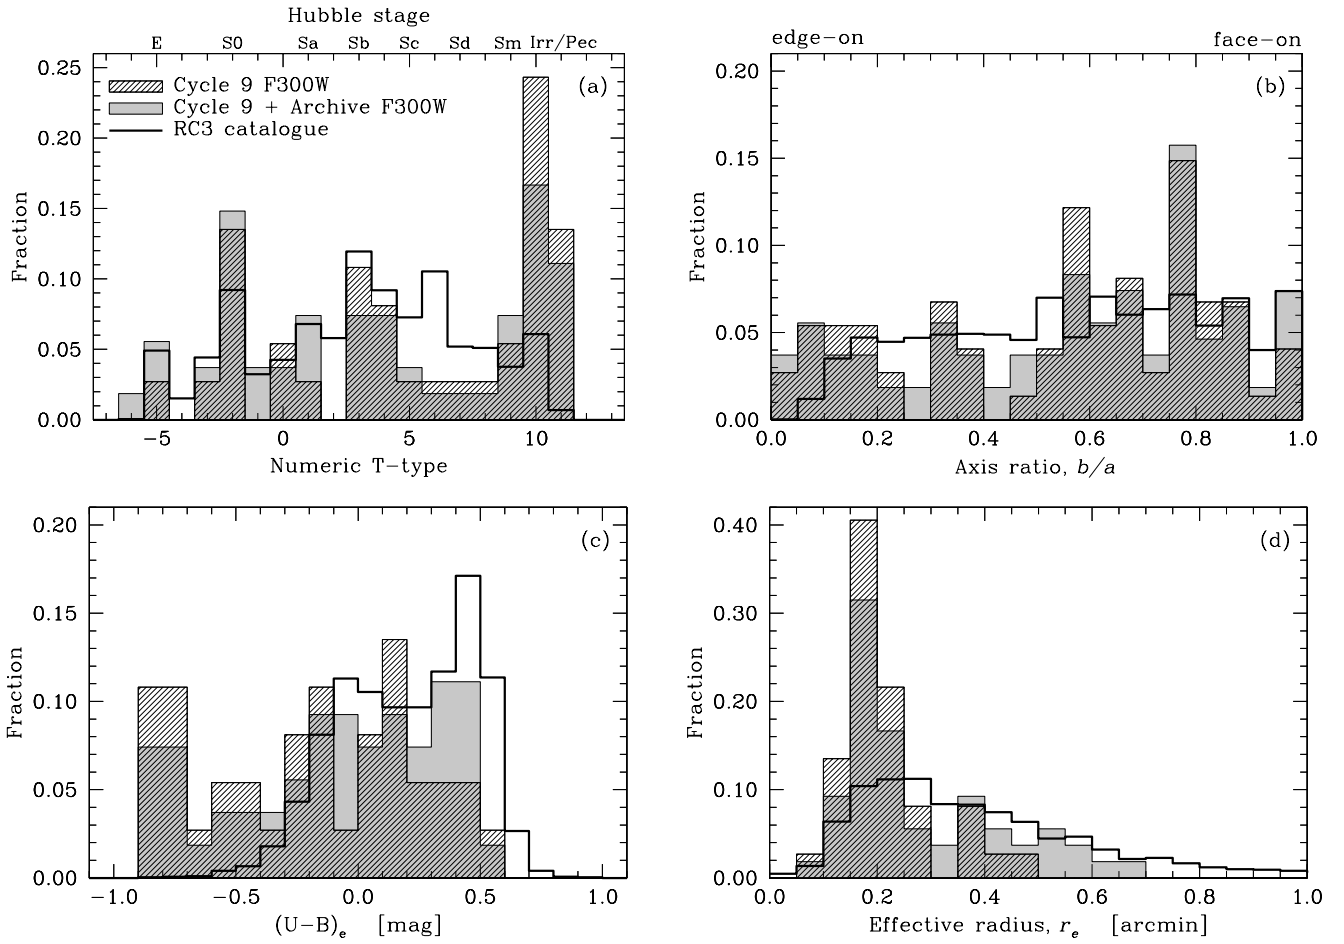 Hubble stage
E S0 Sa Sb Sc Sd Sm Irr/Pec
0.25
0.20
0.15
0.10
0.05
0.00
Fraction
Cycle 9 F300W
Cycle 9 + Archive F300W
RC3 catalogue
(a)
−5 0 5 10
Numeric T−type
edge−on face−on
0.20
0.15
0.10
0.05
0.00
Fraction
(b)
0.0 0.2 0.4 0.6 0.8 1.0
Axis ratio, b/a
0.20
0.15
0.10
0.05
0.00
Fraction
(c)
−1.0 −0.5 0.0 0.5 1.0
(U−B)e [mag]
0.40
0.30
0.20
0.10
0.00
Fraction
(d)
0.0 0.2 0.4 0.6 0.8 1.0
Effective radius, re [arcmin]